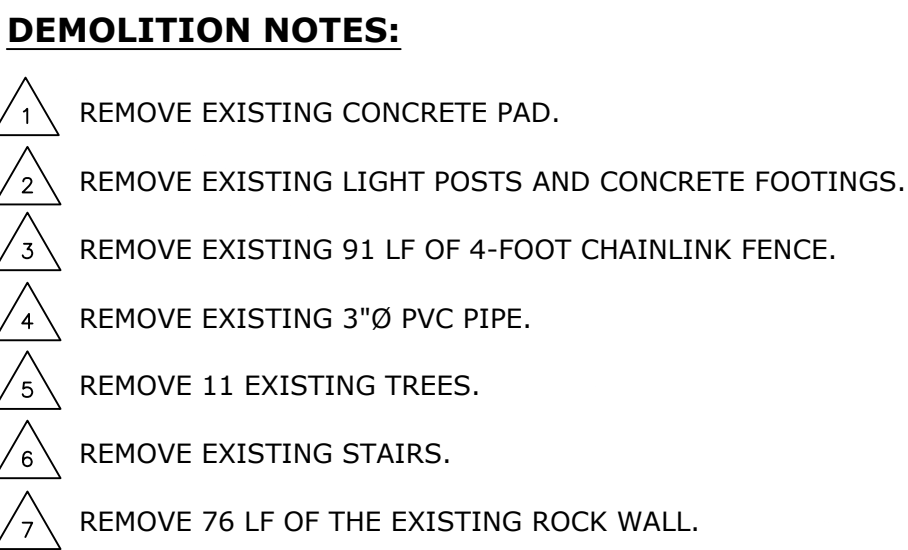 DEMOLITION NOTES:
1 REMOVE EXISTING CONCRETE PAD.
2 REMOVE EXISTING LIGHT POSTS AND CONCRETE FOOTINGS.
3 REMOVE EXISTING 91 LF OF 4-FOOT CHAINLINK FENCE.
4 REMOVE EXISTING 3"Ø PVC PIPE.
5 REMOVE 11 EXISTING TREES.
6 REMOVE EXISTING STAIRS.
7 REMOVE 76 LF OF THE EXISTING ROCK WALL.